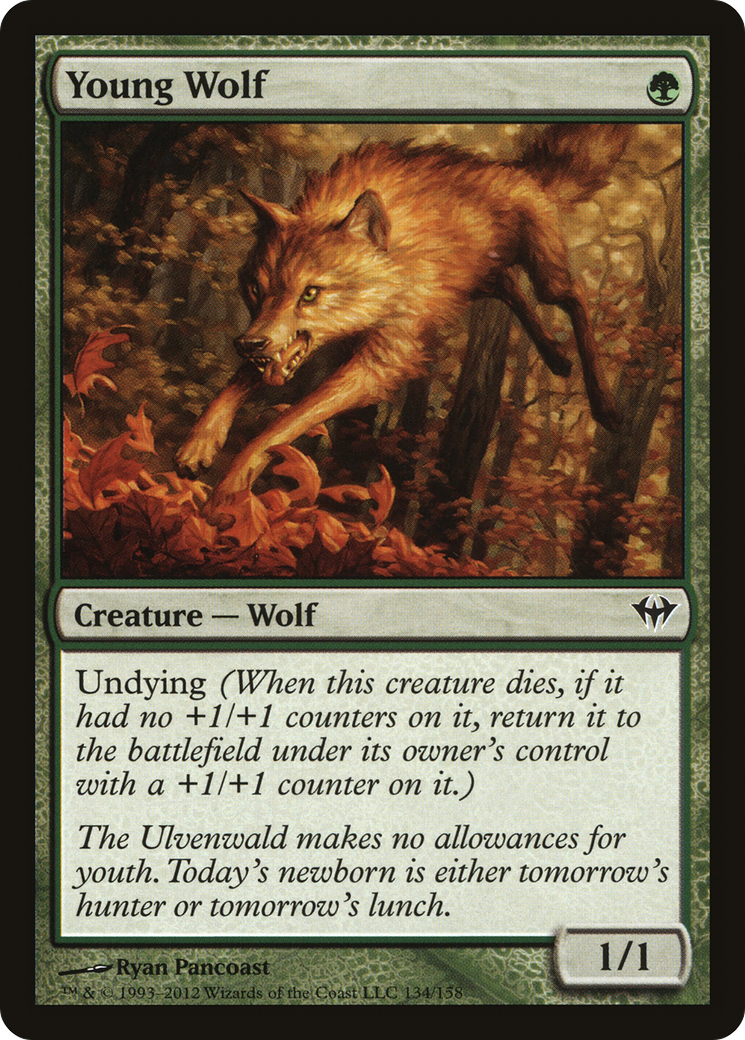 Young Wolf
Creature — Wolf
Undying (When this creature dies, if it
had no +1/+1 counters on it, return it to
the battlefield under its owner's control
with a +1/+1 counter on it.)
The Ulvenwald makes no allowances for
youth. Today's newborn is either tomorrow's
hunter or tomorrow's lunch.
1/1
Ryan Pancoast
™ & © 1993–2012 Wizards of the Coast LLC 134/158